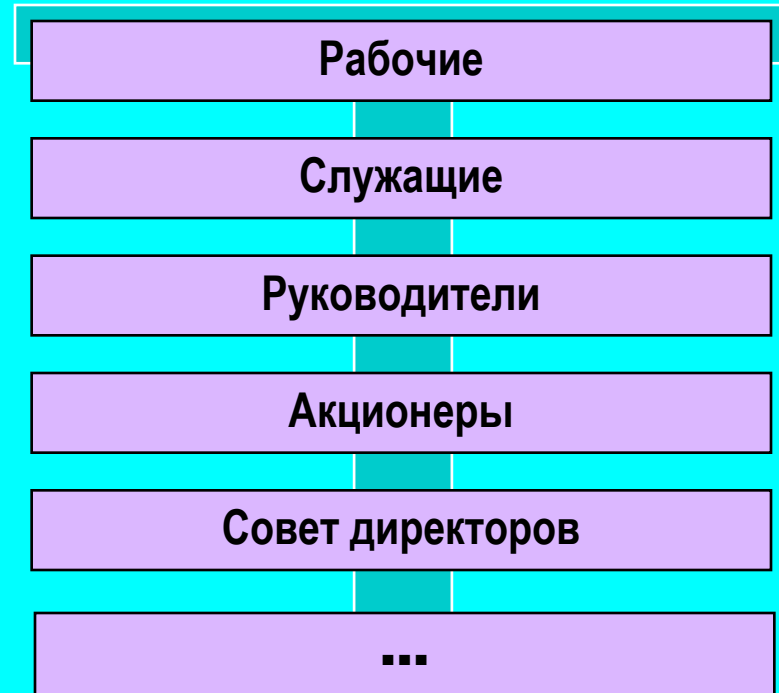 Рабочие
Служащие
Руководители
Акционеры
Совет директоров
...